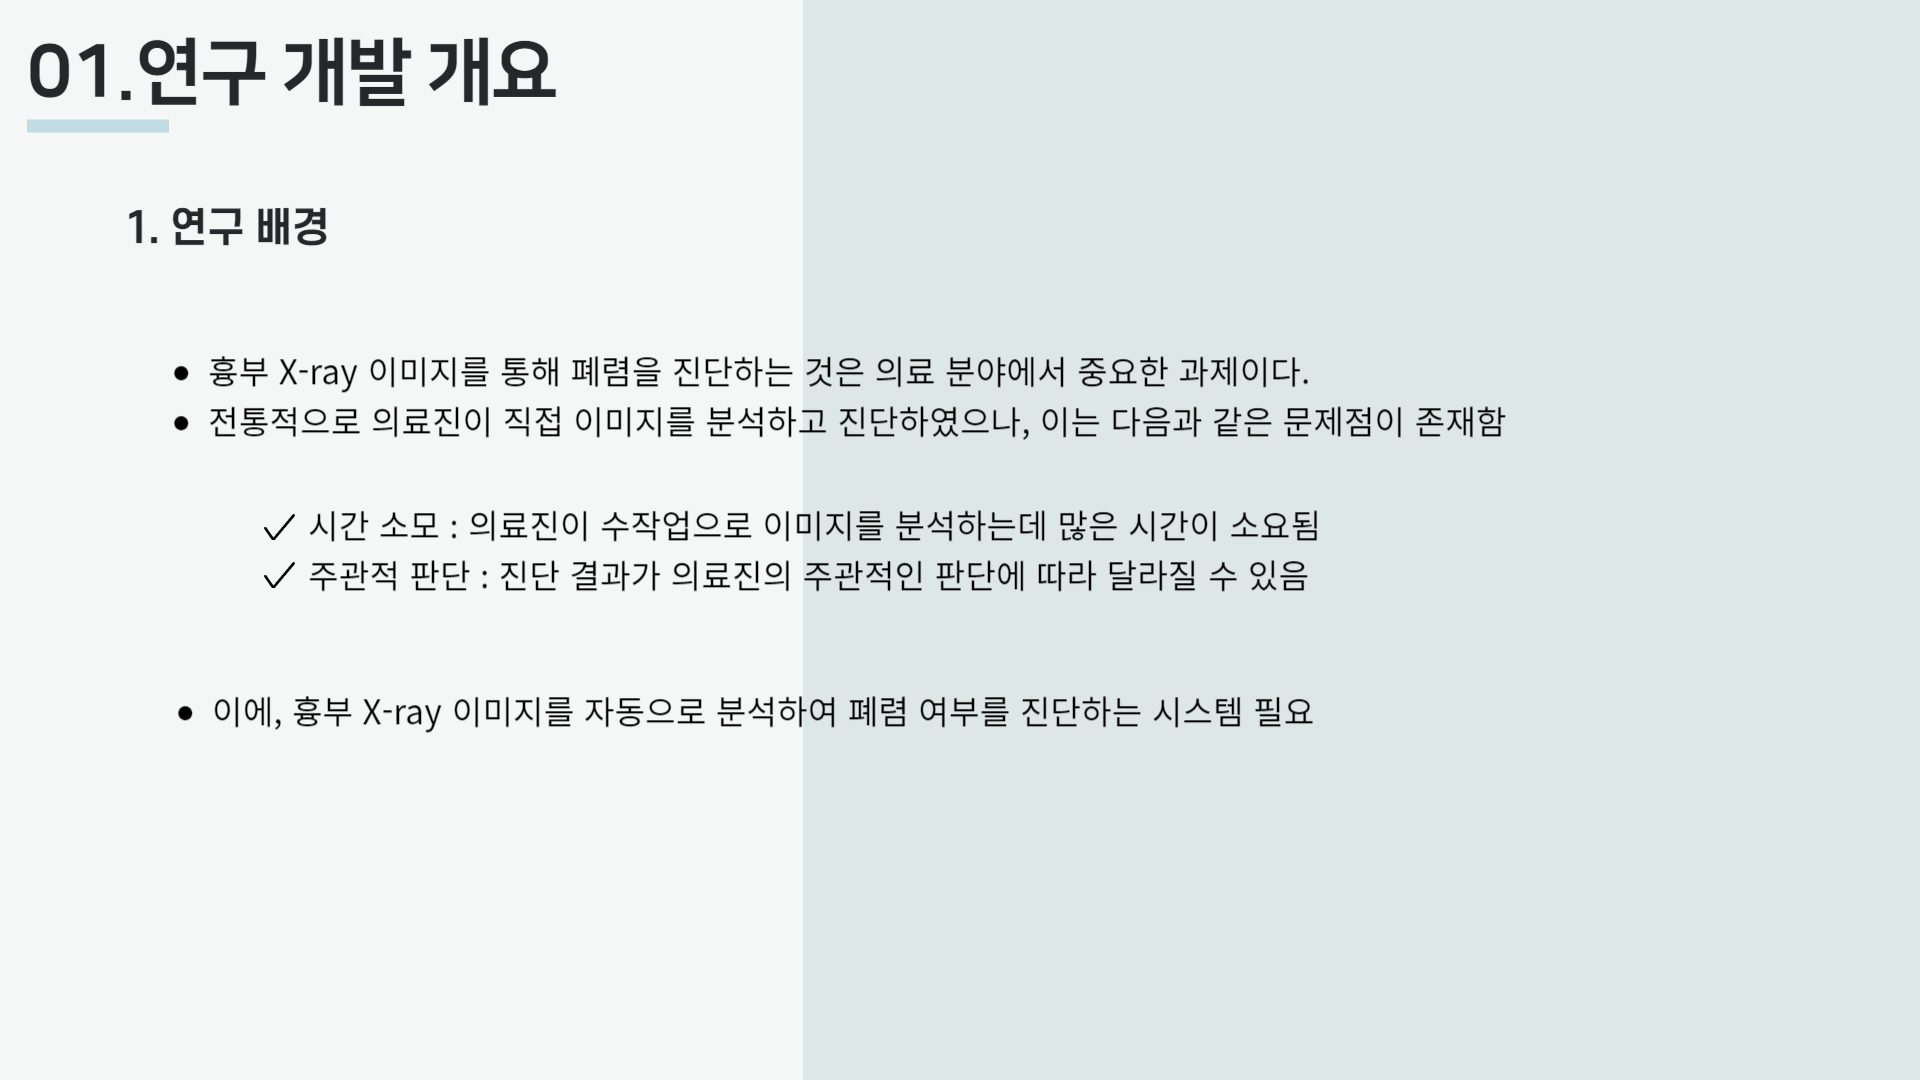 01.연구 개발 개요
1. 연구 배경
● 흉부 X-ray 이미지를 통해 폐렴을 진단하는 것은 의료 분야에서 중요한 과제이다.
● 전통적으로 의료진이 직접 이미지를 분석하고 진단하였으나, 이는 다음과 같은 문제점이 존재함
✓ 시간 소모 : 의료진이 수작업으로 이미지를 분석하는데 많은 시간이 소요됨
✓ 주관적 판단 : 진단 결과가 의료진의 주관적인 판단에 따라 달라질 수 있음
● 이에, 흉부 X-ray 이미지를 자동으로 분석하여 폐렴 여부를 진단하는 시스템 필요